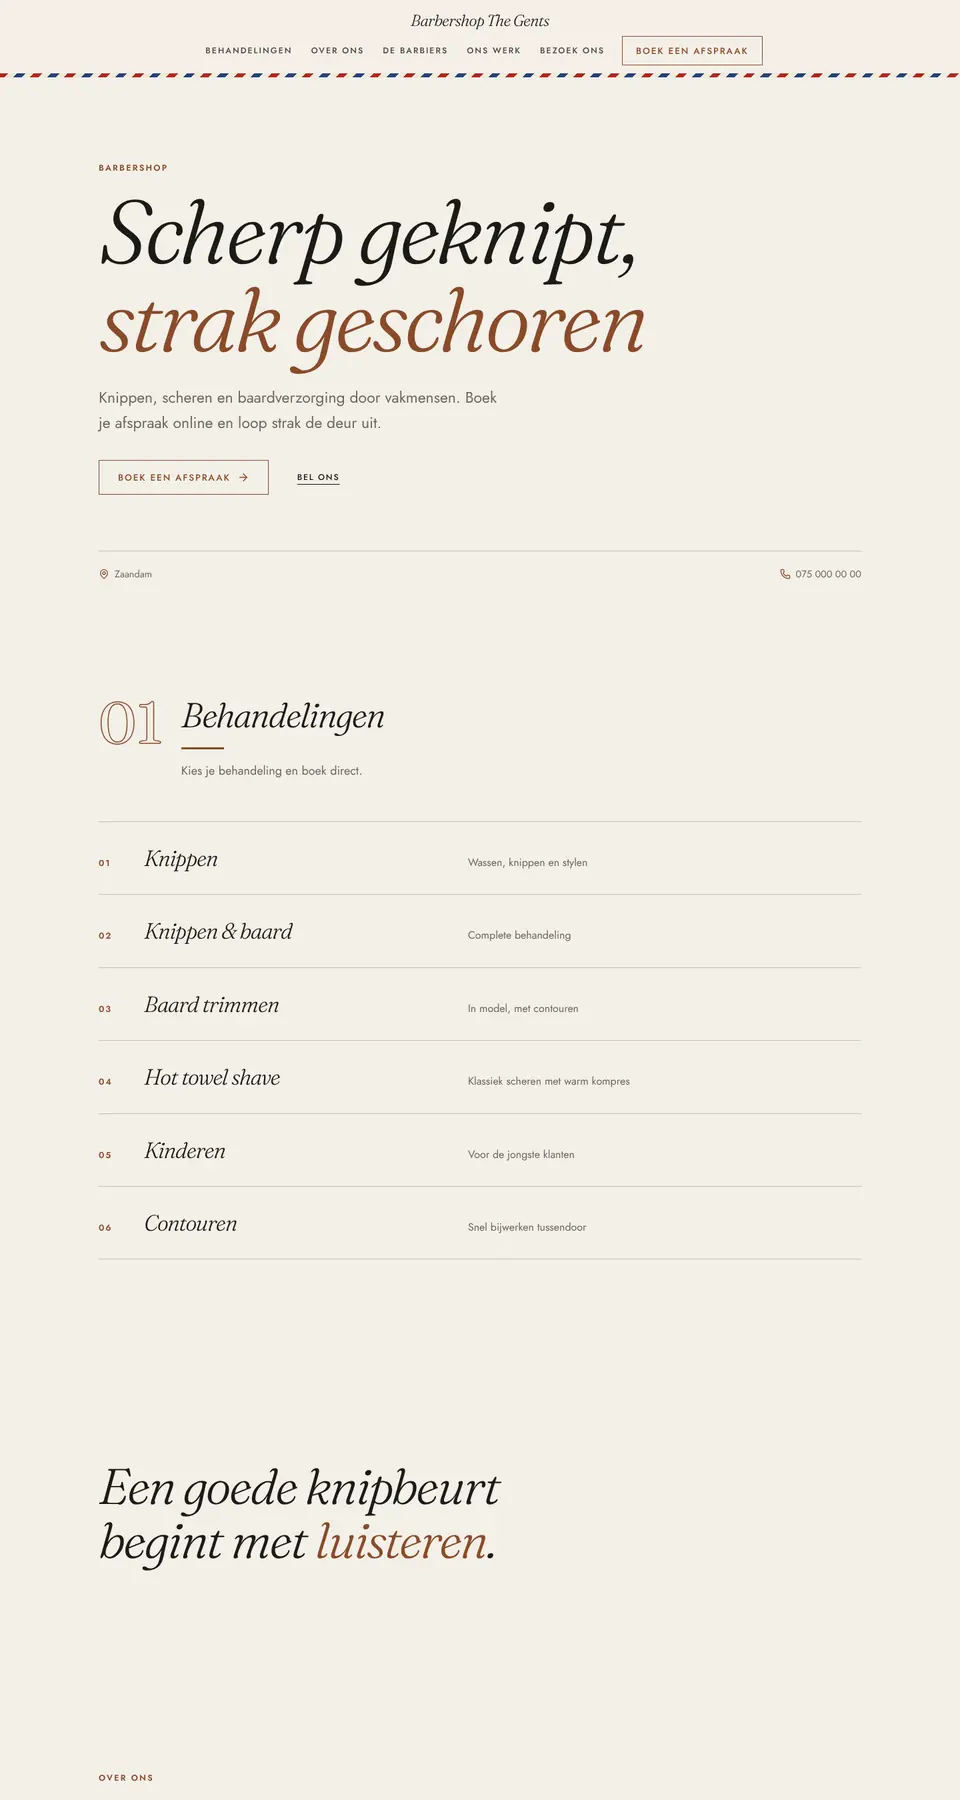 Barbershop The Gents
BEHANDELINGEN OVER ONS DE BARBIERS ONS WERK BEZOEK ONS BOEK EEN AFSPRAAK
BARBERSHOP
Scherp geknipt,
strak geschoren
Knippen, scheren en baardverzorging door vakmensen. Boek
je afspraak online en loop strak de deur uit.
BOEK EEN AFSPRAAK BEL ONS
Zaandam 075 000 00 00
01 Behandelingen
Kies je behandeling en boek direct.
01 Knippen Wassen, knippen en stylen
02 Knippen & baard Complete behandeling
03 Baard trimmen In model, met contouren
04 Hot towel shave Klassiek scheren met warm kompres
05 Kinderen Voor de jongste klanten
06 Contouren Snel bijwerken tussendoor
Een goede knipbeurt
begint met luisteren.
OVER ONS